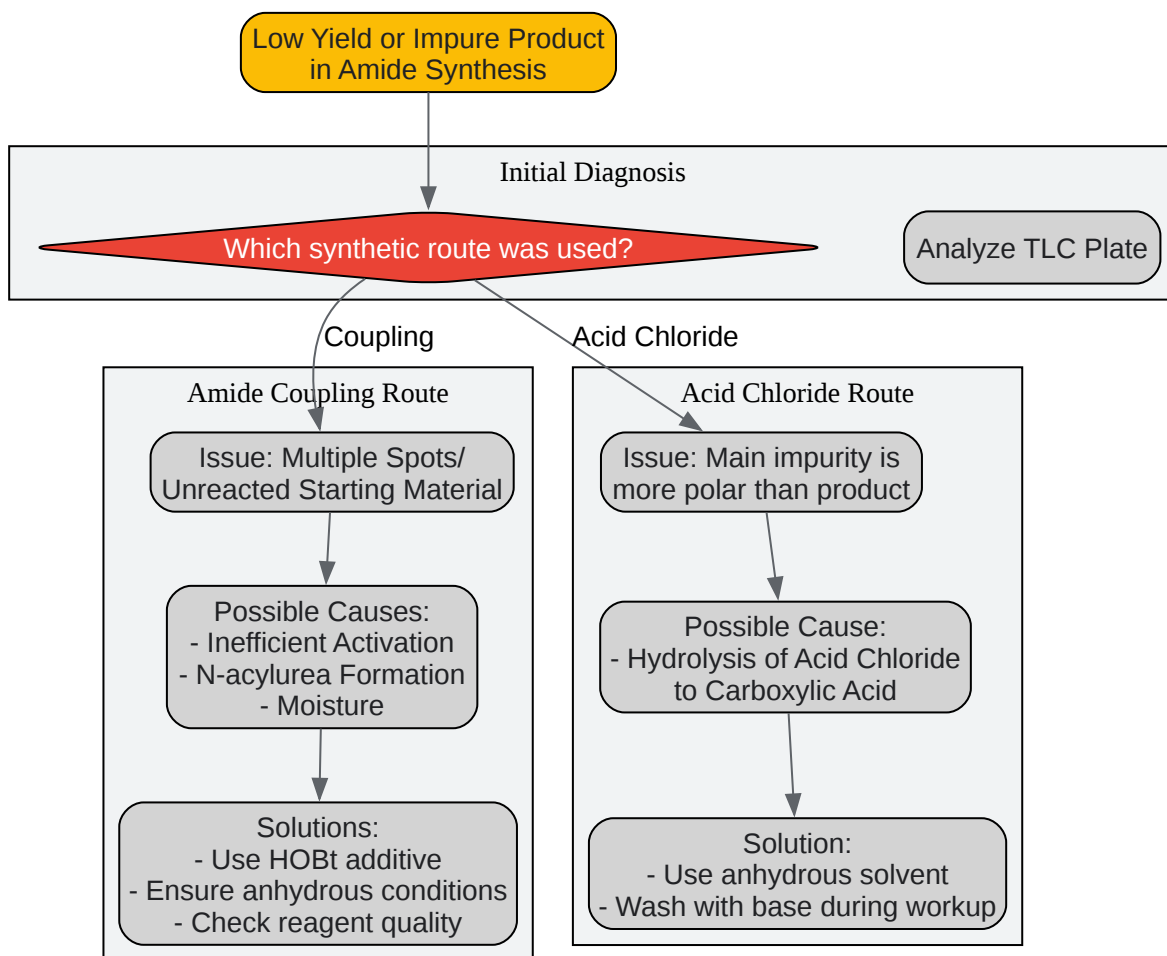 Low Yield or Impure Product
in Amide Synthesis
Initial Diagnosis
Which synthetic route was used?
Analyze TLC Plate
Coupling
Acid Chloride
Amide Coupling Route
Issue: Multiple Spots/
Unreacted Starting Material
Possible Causes:
- Inefficient Activation
- N-acylurea Formation
- Moisture
Solutions:
- Use HOBt additive
- Ensure anhydrous conditions
- Check reagent quality
Acid Chloride Route
Issue: Main impurity is
more polar than product
Possible Cause:
- Hydrolysis of Acid Chloride
to Carboxylic Acid
Solution:
- Use anhydrous solvent
- Wash with base during workup